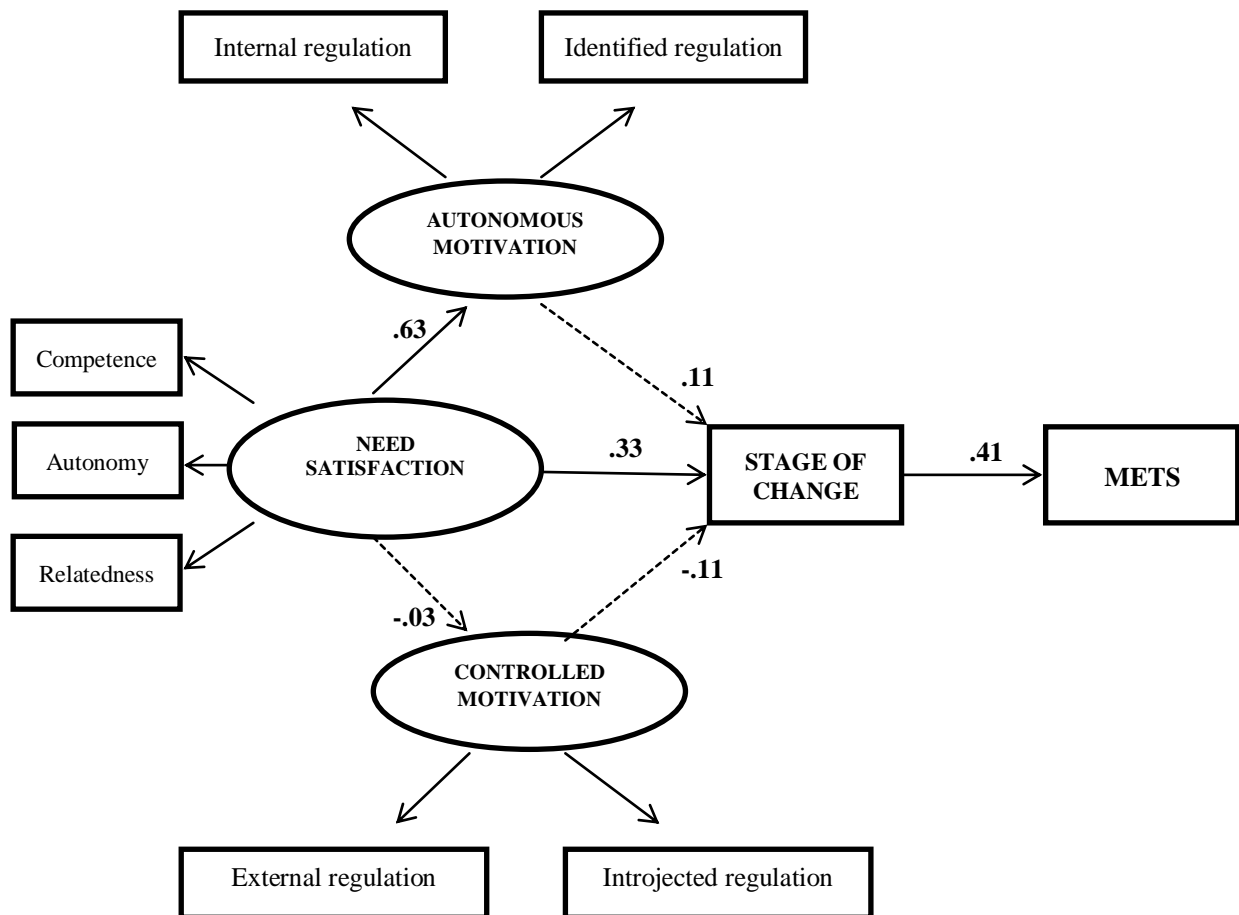 Internal regulation
Identified regulation
AUTONOMOUS
MOTIVATION
.63
.11
Competence
Autonomy
Relatedness
NEED
SATISFACTION
.33
STAGE OF
CHANGE
.41
METS
-.03
-.11
CONTROLLED
MOTIVATION
External regulation
Introjected regulation